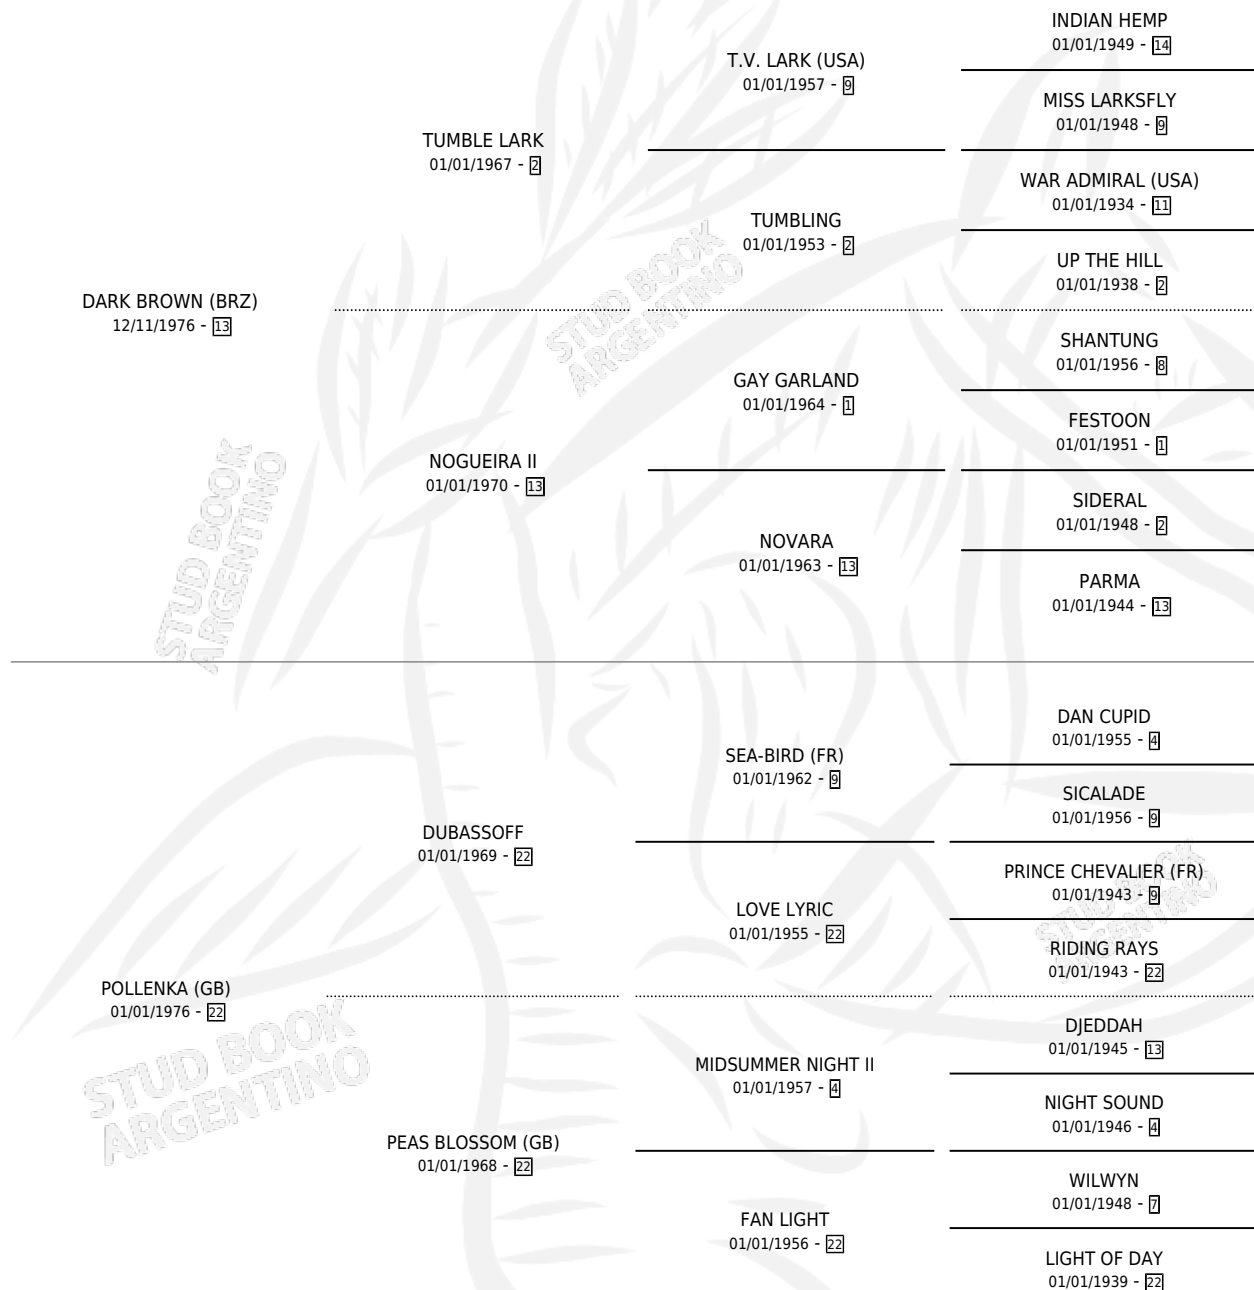 INDIAN HEMP
01/01/1949 - 14
T.V. LARK (USA)
01/01/1957 - 9
MISS LARKSFLY
01/01/1948 - 9
TUMBLE LARK
01/01/1967 - 2
WAR ADMIRAL (USA)
01/01/1934 - 11
TUMBLING
01/01/1953 - 2
UP THE HILL
01/01/1938 - 2
DARK BROWN (BRZ)
12/11/1976 - 13
SHANTUNG
01/01/1956 - 8
GAY GARLAND
01/01/1964 - 1
FESTOON
01/01/1951 - 1
NOGUEIRA II
01/01/1970 - 13
SIDERAL
01/01/1948 - 2
NOVARA
01/01/1963 - 13
PARMA
01/01/1944 - 13
DAN CUPID
01/01/1955 - 4
SEA-BIRD (FR)
01/01/1962 - 9
SICALADE
01/01/1956 - 9
DUBASSOFF
01/01/1969 - 22
PRINCE CHEVALIER (FR)
01/01/1943 - 9
LOVE LYRIC
01/01/1955 - 22
RIDING RAYS
01/01/1943 - 22
POLLENKA (GB)
01/01/1976 - 22
DJEDDAH
01/01/1945 - 13
MIDSUMMER NIGHT II
01/01/1957 - 4
NIGHT SOUND
01/01/1946 - 4
PEAS BLOSSOM (GB)
01/01/1968 - 22
WILWYN
01/01/1948 - 7
FAN LIGHT
01/01/1956 - 22
LIGHT OF DAY
01/01/1939 - 22
STUD BOOK
ARGENTINO
STUD BOOK
ARGENTINO
STUD BOOK
ARGENTINO
STUD BOOK
ARGENTINO